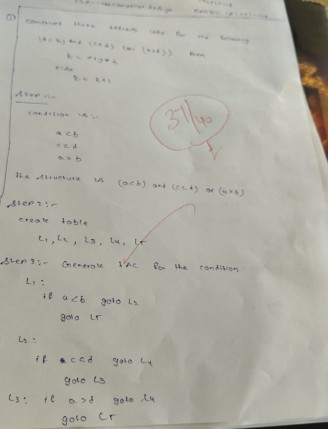 ① construct three address code for the following
(a<b) and (c<d) (or (a>b)) then
else
Step 1:-
condition is:-
a<b
c<d
a>b
37/40
the structure is (a<b) and (c<d) or (a>b)
Step 2:-
create table
L1, L2, L3, L4, L5
Step 3:- Generate TAC for the condition
L1:
if a<b goto L2
goto L5
L2:
if c<d goto L4
goto L3
L3: if a>b goto L4
goto L5